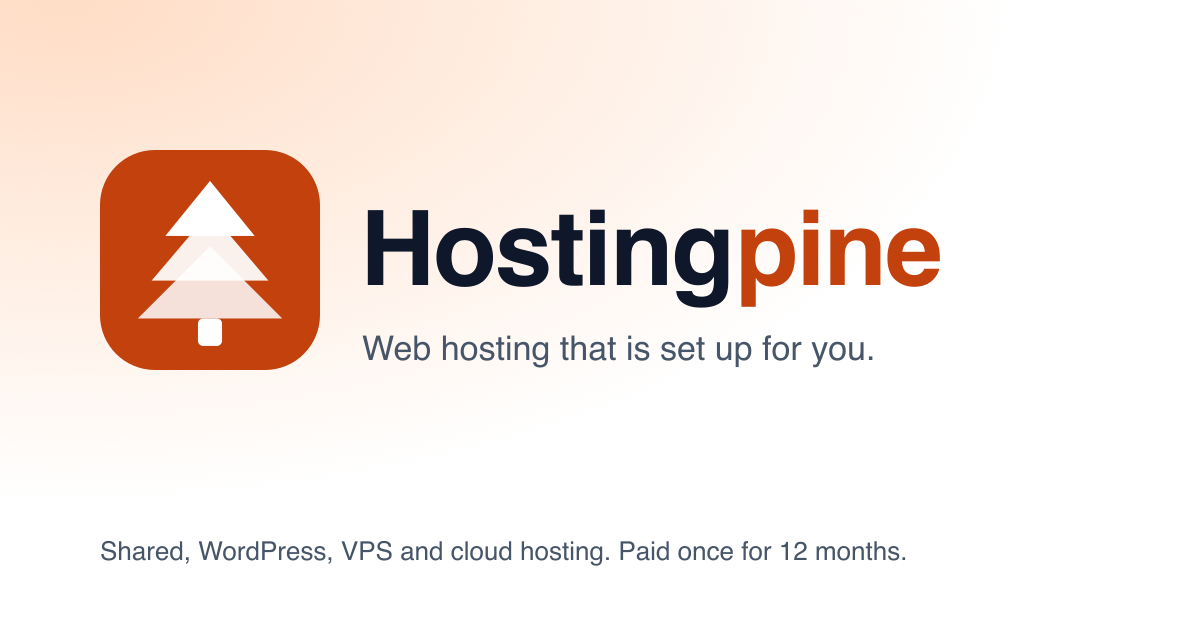 Hostingpine
Web hosting that is set up for you.
Shared, WordPress, VPS and cloud hosting. Paid once for 12 months.